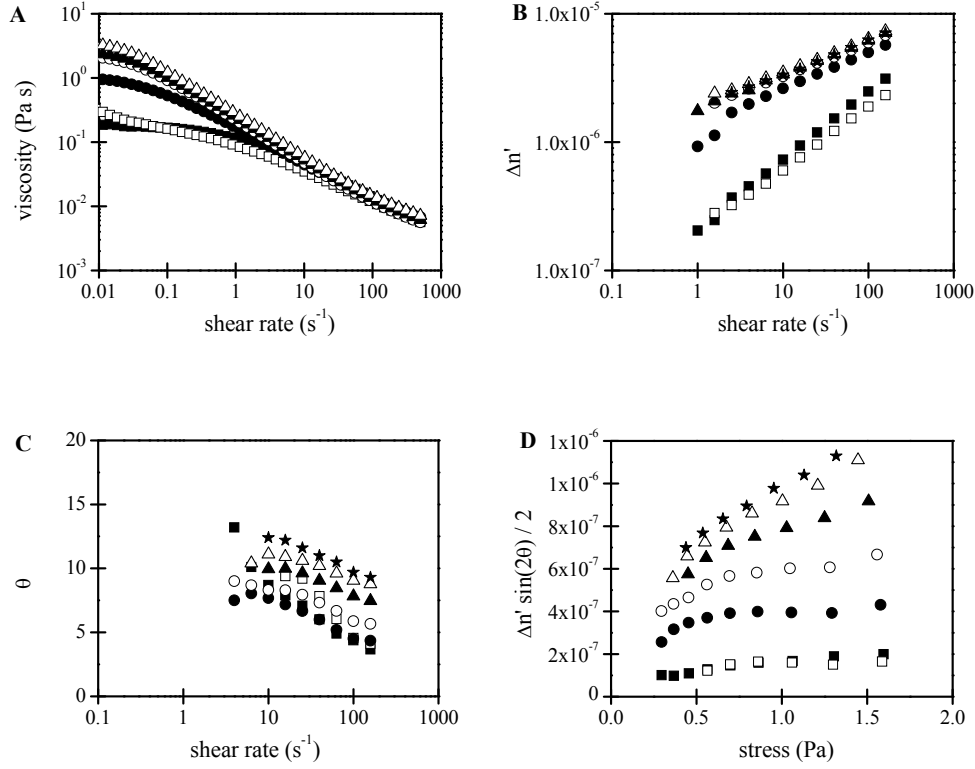 A
viscosity (Pa s)
10¹
10⁰
10⁻¹
10⁻²
10⁻³
0.01
0.1
1
10
100
1000
shear rate (s⁻¹)
B
Δn'
1.0x10⁻⁵
1.0x10⁻⁶
1.0x10⁻⁷
0.1
1
10
100
1000
shear rate (s⁻¹)
C
θ
20
15
10
5
0
0.1
1
10
100
1000
shear rate (s⁻¹)
D
Δn' sin(2θ) / 2
1x10⁻⁶
1x10⁻⁶
8x10⁻⁷
6x10⁻⁷
4x10⁻⁷
2x10⁻⁷
0
0.0
0.5
1.0
1.5
2.0
stress (Pa)